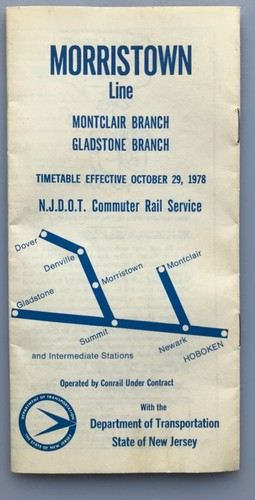 MORRISTOWN
Line
MONTCLAIR BRANCH
GLADSTONE BRANCH
TIMETABLE EFFECTIVE OCTOBER 29, 1978
N.J.D.O.T. Commuter Rail Service
Dover
Denville
Montclair
Morristown
Gladstone
Summit
Newark
HOBOKEN
and Intermediate Stations
Operated by Conrail Under Contract
With the
Department of Transportation
State of New Jersey
DEPARTMENT OF TRANSPORTATION
THE STATE OF NEW JERSEY